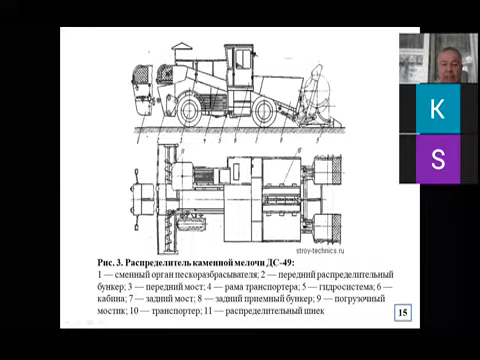 K
S
stroy-technics.ru
Рис. 3. Распределитель каменной мелочи ДС-49:
1 — сменный орган пескоразбрасывателя; 2 — передний распределительный
бункер; 3 — передний мост; 4 — рама транспортера; 5 — гидросистема; 6 —
кабина; 7 — задний мост; 8 — задний приемный бункер; 9 — погрузочный
мостик; 10 — транспортер; 11 — распределительный шнек
15